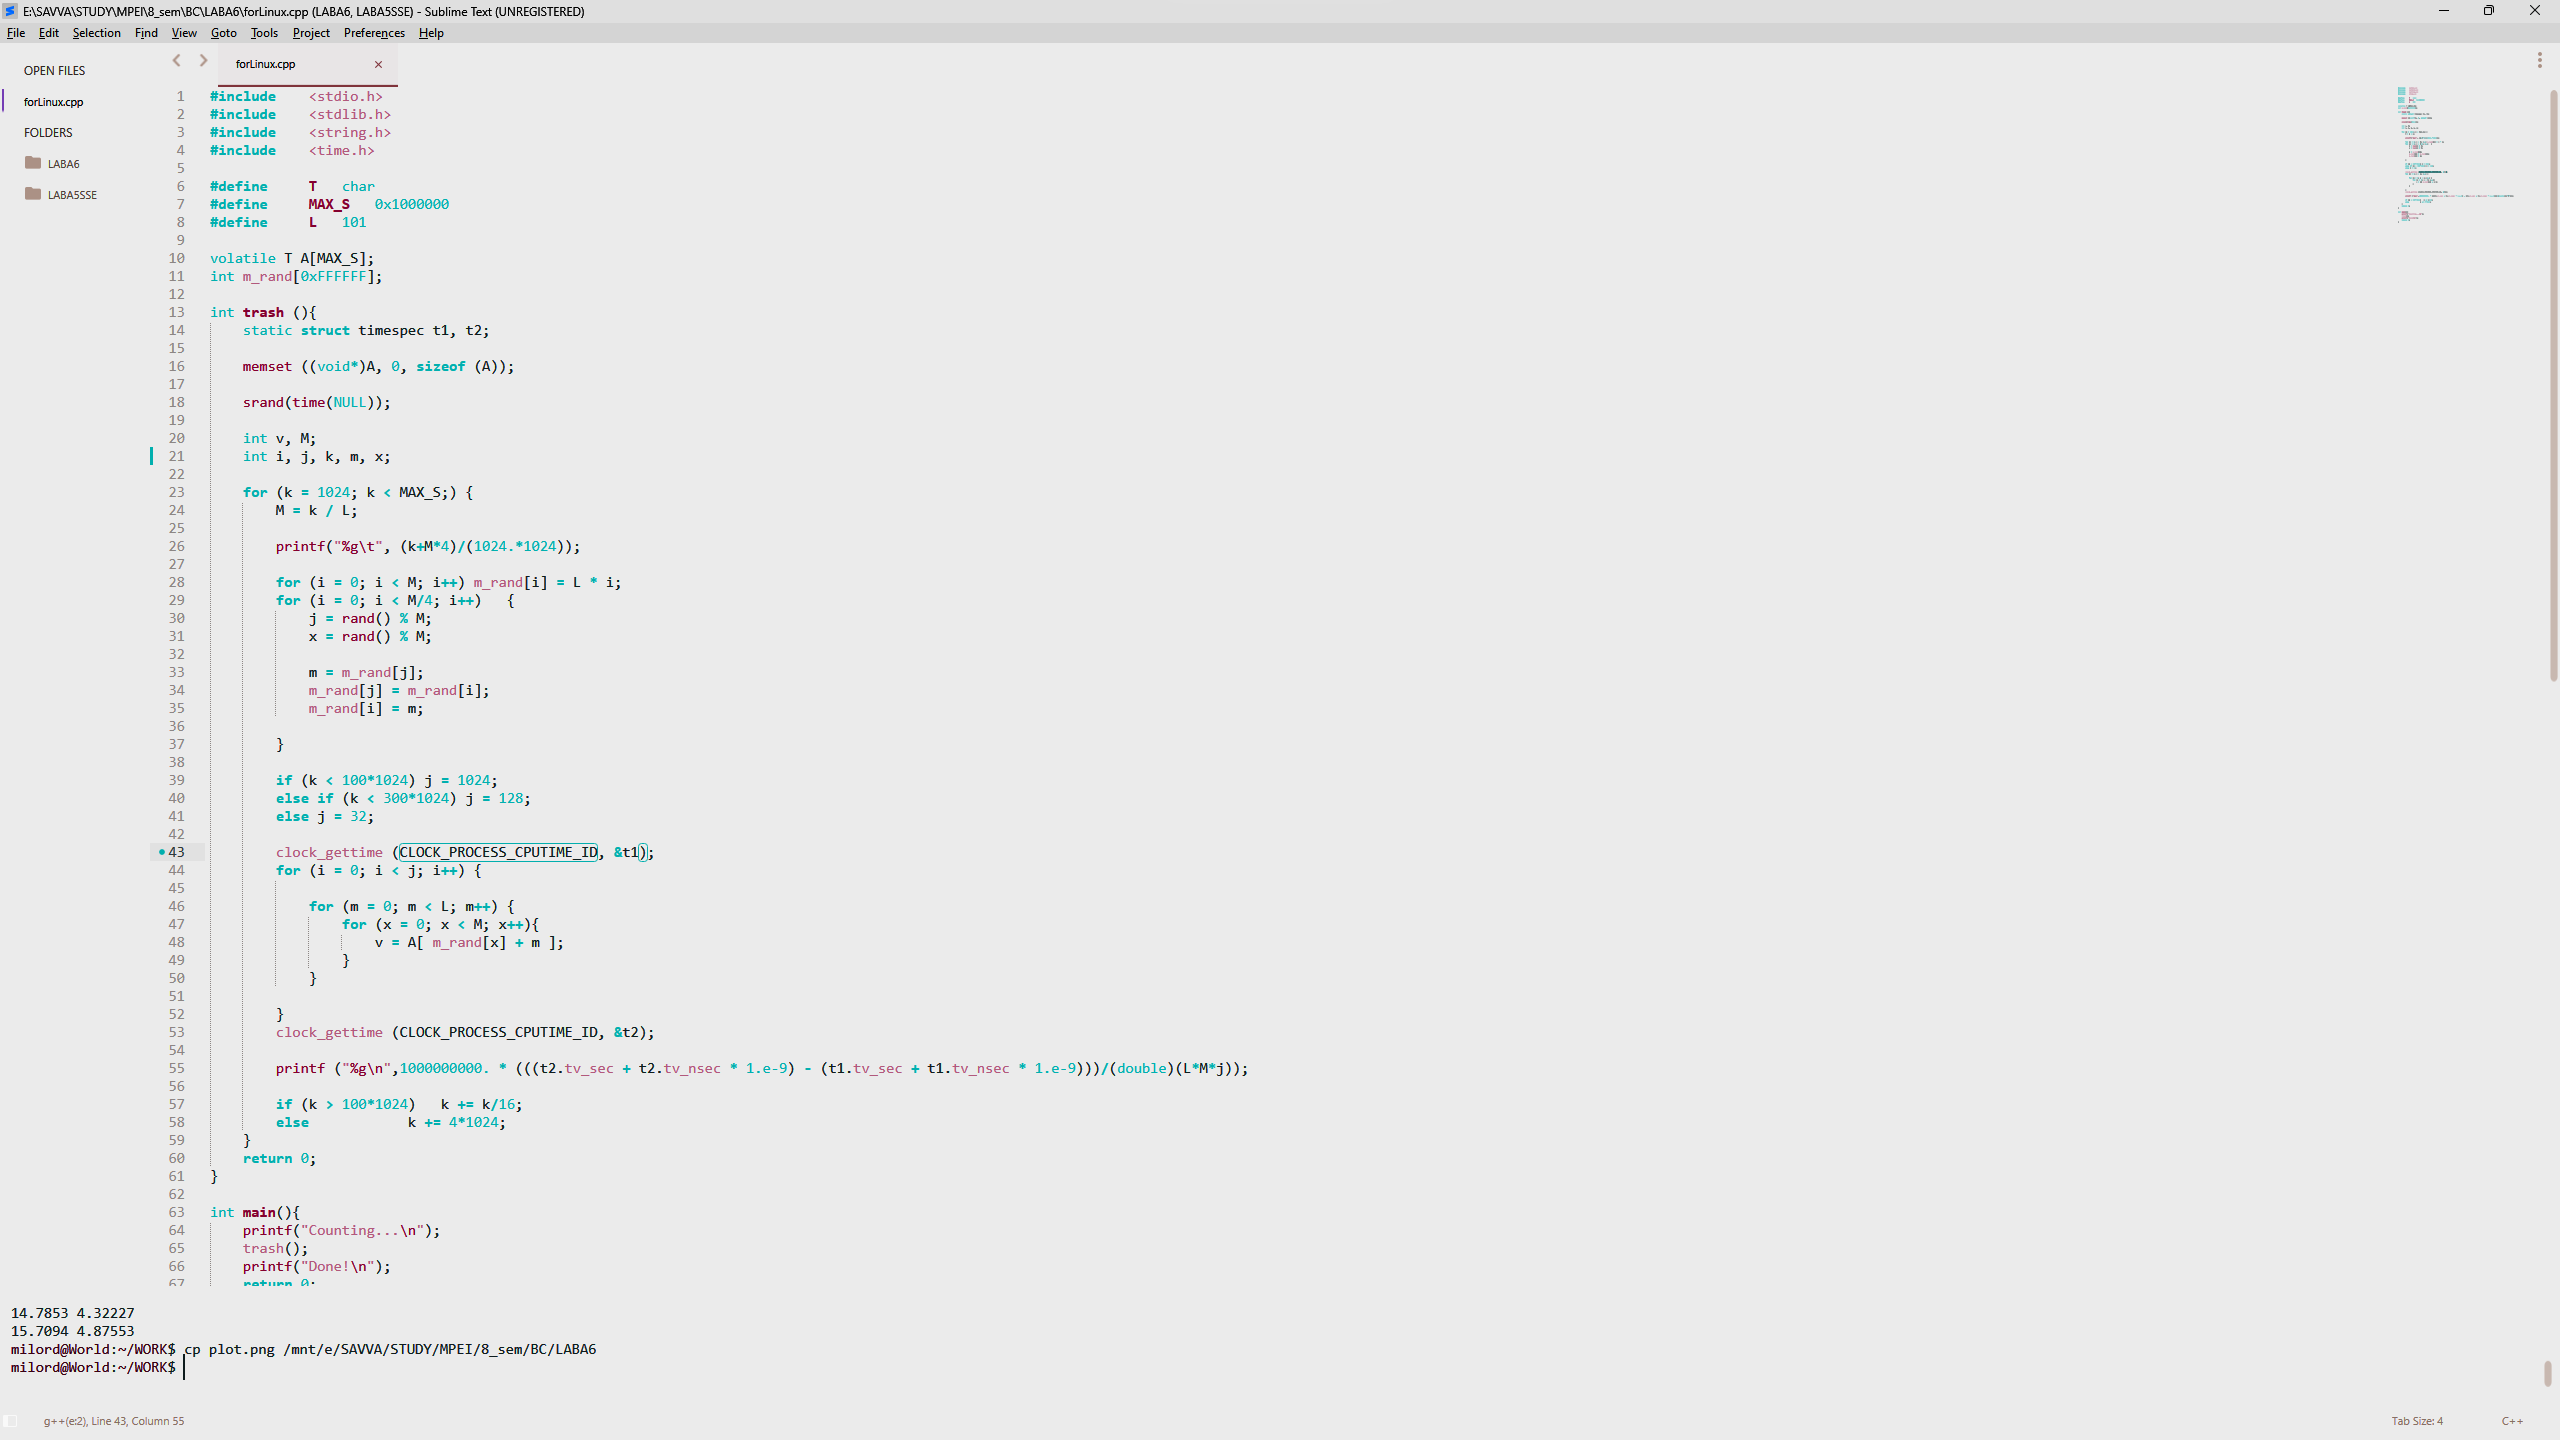 E:\SAVVA\STUDY\MPEI\8_sem\BC\LABA6\forLinux.cpp (LABA6, LABA5SSE) - Sublime Text (UNREGISTERED)
File Edit Selection Find View Goto Tools Project Preferences Help
OPEN FILES
forLinux.cpp
FOLDERS
LABA6
LABA5SSE
forLinux.cpp
1 #include <stdio.h>
2 #include <stdlib.h>
3 #include <string.h>
4 #include <time.h>
5
6 #define T char
7 #define MAX_S 0x1000000
8 #define L 101
9
10 volatile T A[MAX_S];
11 int m_rand[0xFFFFFF];
12
13 int trash (){
14 static struct timespec t1, t2;
15
16 memset ((void*)A, 0, sizeof (A));
17
18 srand(time(NULL));
19
20 int v, M;
21 int i, j, k, m, x;
22
23 for (k = 1024; k < MAX_S;) {
24 M = k / L;
25
26 printf("%g\t", (k+M*4)/(1024.*1024));
27
28 for (i = 0; i < M; i++) m_rand[i] = L * i;
29 for (i = 0; i < M/4; i++) {
30 j = rand() % M;
31 x = rand() % M;
32
33 m = m_rand[j];
34 m_rand[j] = m_rand[i];
35 m_rand[i] = m;
36
37 }
38
39 if (k < 100*1024) j = 1024;
40 else if (k < 300*1024) j = 128;
41 else j = 32;
42
43 clock_gettime (CLOCK_PROCESS_CPUTIME_ID, &t1);
44 for (i = 0; i < j; i++) {
45
46 for (m = 0; m < L; m++) {
47 for (x = 0; x < M; x++){
48 v = A[ m_rand[x] + m ];
49 }
50 }
51
52 }
53 clock_gettime (CLOCK_PROCESS_CPUTIME_ID, &t2);
54
55 printf ("%g\n",1000000000. * (((t2.tv_sec + t2.tv_nsec * 1.e-9) - (t1.tv_sec + t1.tv_nsec * 1.e-9)))/(double)(L*M*j));
56
57 if (k > 100*1024) k += k/16;
58 else k += 4*1024;
59 }
60 return 0;
61 }
62
63 int main(){
64 printf("Counting...\n");
65 trash();
66 printf("Done!\n");
67 return 0;
14.7853 4.32227
15.7094 4.87553
milord@World:~/WORK$ cp plot.png /mnt/e/SAVVA/STUDY/MPEI/8_sem/BC/LABA6
milord@World:~/WORK$
g++(e:2), Line 43, Column 55
Tab Size: 4
C++